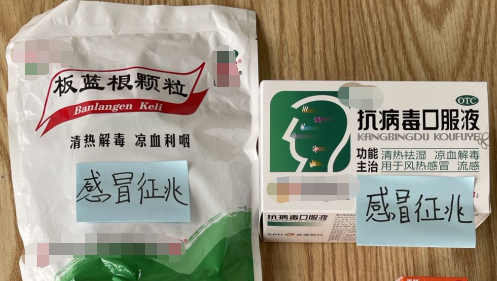 板蓝根颗粒
Banlangen Keli
清热解毒 凉血利咽
感冒征兆
OTC
抗病毒口服液
KANGBINGDU KOUFUYE
功能 清热祛湿 凉血解毒
主治 用于风热感冒 流感
感冒征兆
抗病毒口服液